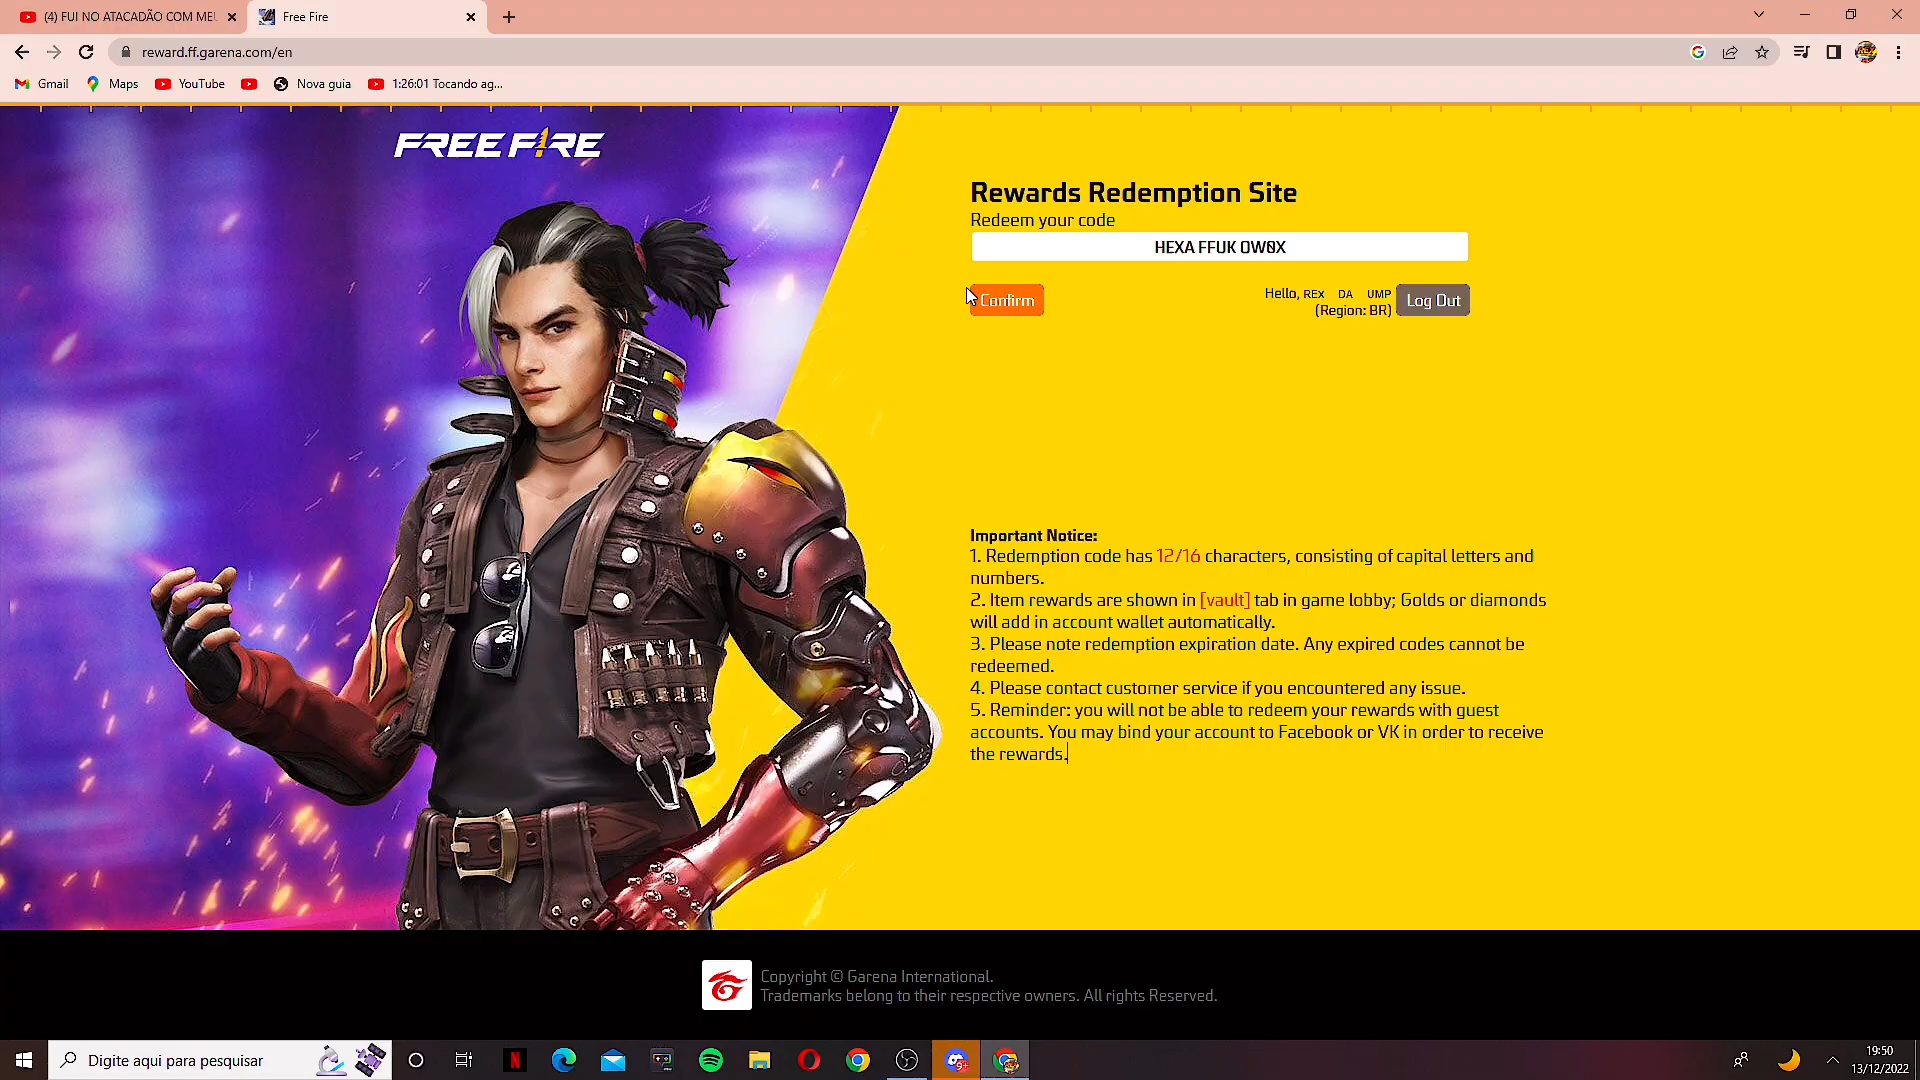 (4) FUI NO ATACADÃO COM MEU
Free Fire
reward.ff.garena.com/en
Gmail
Maps
YouTube
Nova guia
1:26:01 Tocando ag...
FREE FIRE
Rewards Redemption Site
Redeem your code
HEXA FFUK OW0X
Confirm
Hello, REx DA UMP
(Region: BR)
Log Out
Important Notice:
1. Redemption code has 12/16 characters, consisting of capital letters and
numbers.
2. Item rewards are shown in [vault] tab in game lobby; Golds or diamonds
will add in account wallet automatically.
3. Please note redemption expiration date. Any expired codes cannot be
redeemed.
4. Please contact customer service if you encountered any issue.
5. Reminder: you will not be able to redeem your rewards with guest
accounts. You may bind your account to Facebook or VK in order to receive
the rewards.
Copyright © Garena International.
Trademarks belong to their respective owners. All rights Reserved.
Digite aqui para pesquisar
9+
19:50
13/12/2022